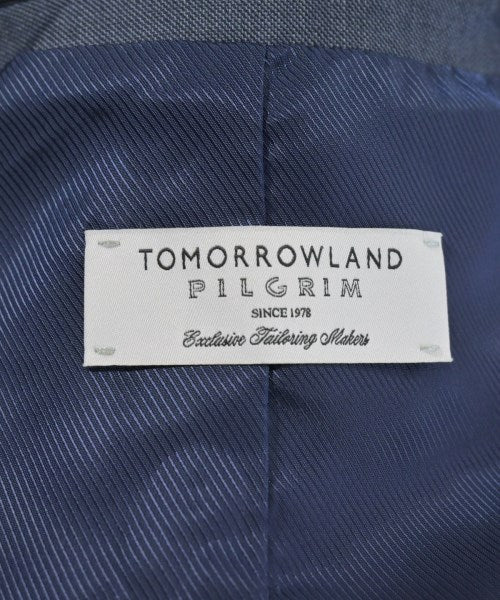 TOMORROWLAND
PILGRIM
SINCE 1978
Exclusive Tailoring Makers